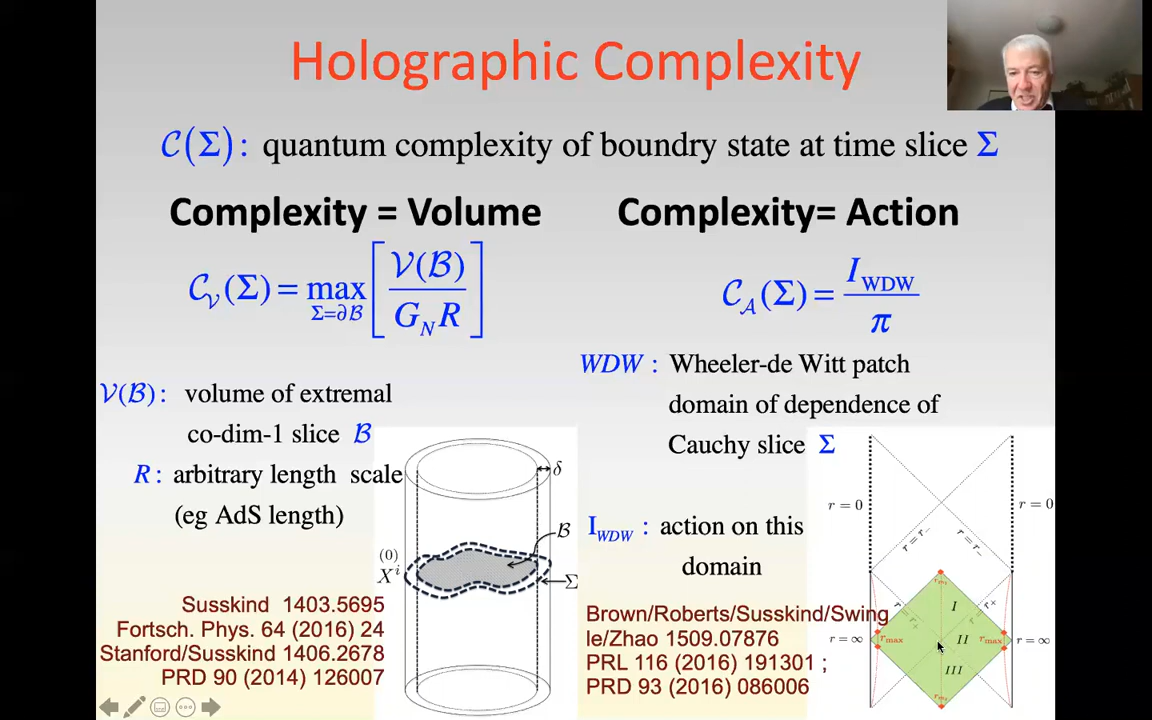 Holographic Complexity
C(Σ): quantum complexity of boundry state at time slice Σ
Complexity = Volume
C_V(Σ) = max_{Σ=∂B} [ V(B) / G_N R ]
V(B): volume of extremal
co-dim-1 slice B
R: arbitrary length scale
(eg AdS length)
δ
B
Σ
(0)
X^i
Susskind 1403.5695
Fortsch. Phys. 64 (2016) 24
Stanford/Susskind 1406.2678
PRD 90 (2014) 126007
Complexity= Action
C_A(Σ) = I_WDW / π
WDW : Wheeler-de Witt patch
domain of dependence of
Cauchy slice Σ
I_WDW : action on this
domain
Brown/Roberts/Susskind/Swing
le/Zhao 1509.07876
PRL 116 (2016) 191301 ;
PRD 93 (2016) 086006
r = 0
r = 0
r = r_−
r = r_−
I
II
III
r = ∞
r_max
r_max
r = ∞